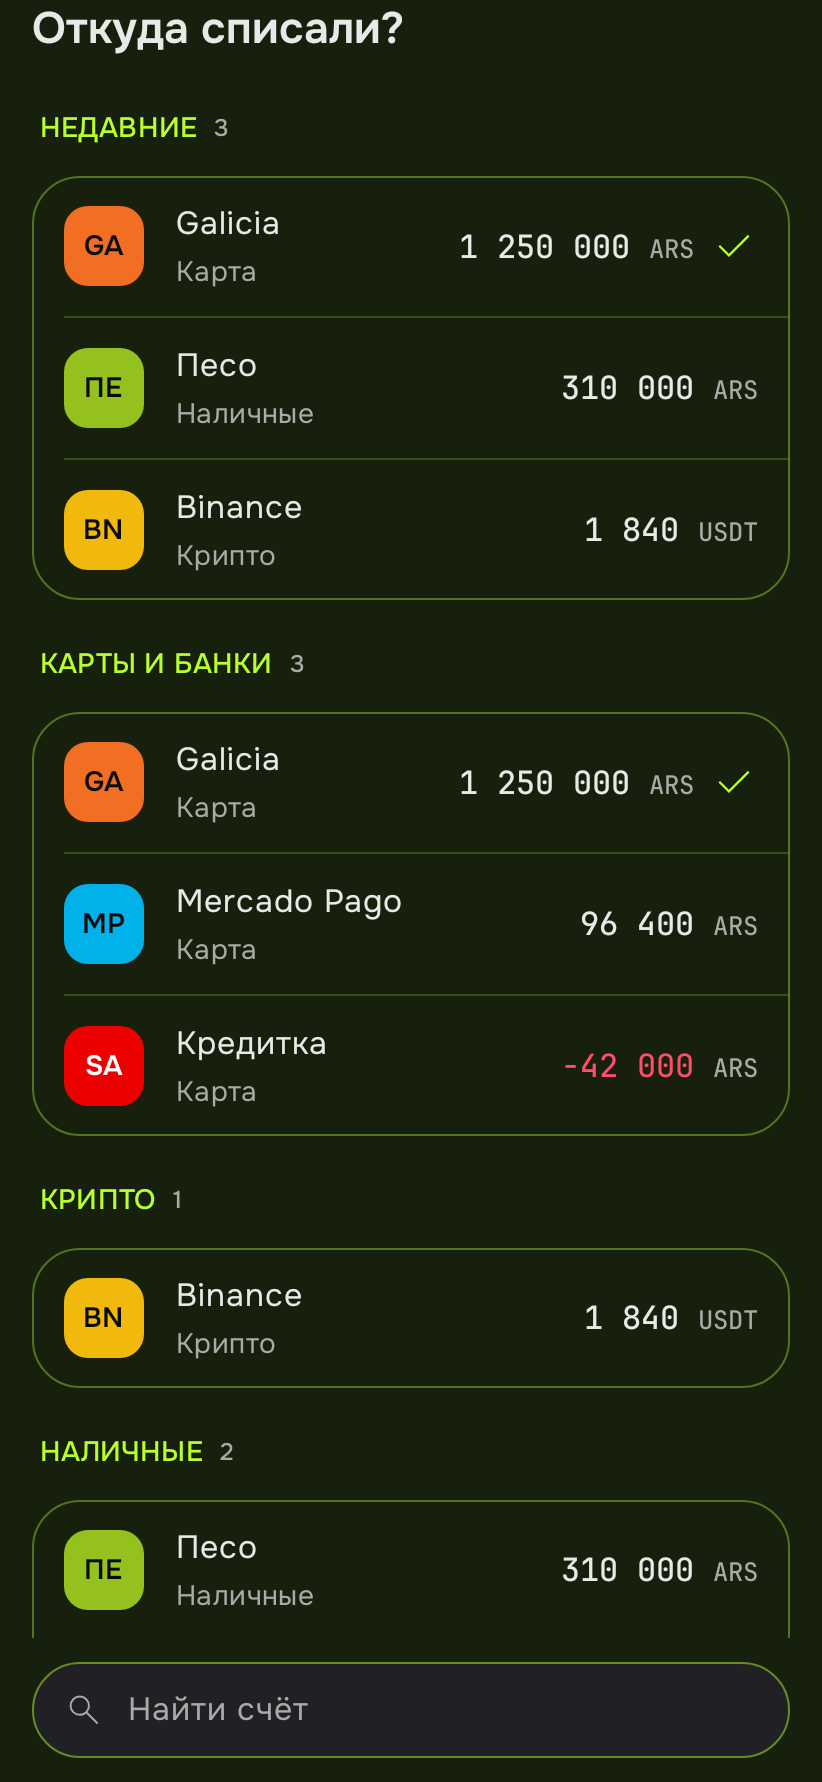 Откуда списали?
НЕДАВНИЕ 3
GA Galicia 1 250 000 ARS
Карта
ПЕ Песо 310 000 ARS
Наличные
BN Binance 1 840 USDT
Крипто
КАРТЫ И БАНКИ 3
GA Galicia 1 250 000 ARS
Карта
MP Mercado Pago 96 400 ARS
Карта
SA Кредитка -42 000 ARS
Карта
КРИПТО 1
BN Binance 1 840 USDT
Крипто
НАЛИЧНЫЕ 2
ПЕ Песо 310 000 ARS
Наличные
Найти счёт